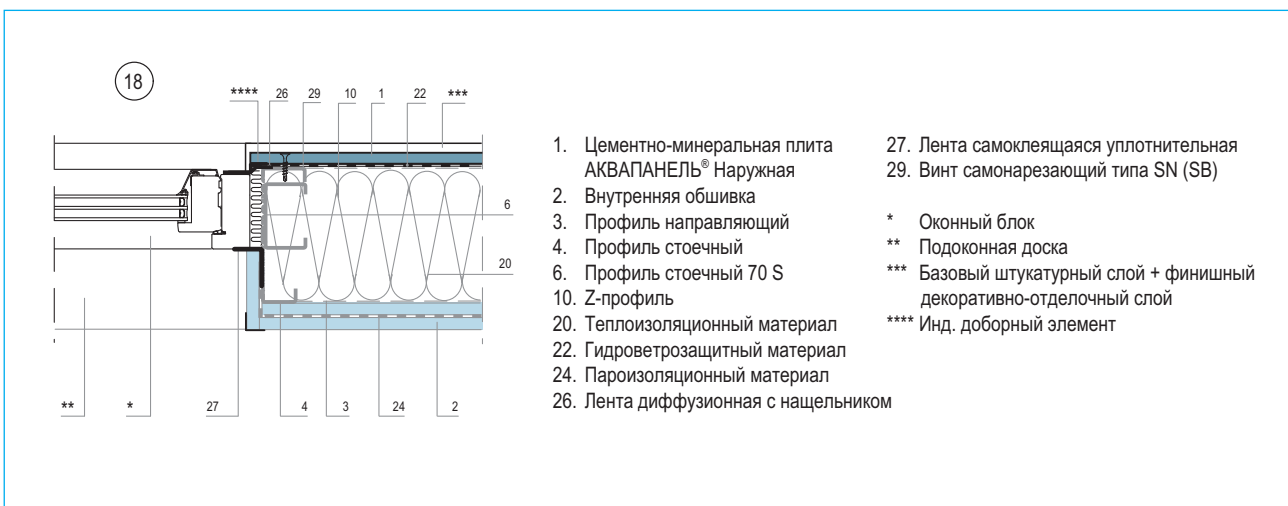 18
**** 26 29 10 1 22 ***
6
20
** * 27 4 3 24 2
1. Цементно-минеральная плита
АКВАПАНЕЛЬ® Наружная
2. Внутренняя обшивка
3. Профиль направляющий
4. Профиль стоечный
6. Профиль стоечный 70 S
10. Z-профиль
20. Теплоизоляционный материал
22. Гидроветрозащитный материал
24. Пароизоляционный материал
26. Лента диффузионная с нащельником
27. Лента самоклеящаяся уплотнительная
29. Винт самонарезающий типа SN (SB)
* Оконный блок
** Подоконная доска
*** Базовый штукатурный слой + финишный
декоративно-отделочный слой
**** Инд. доборный элемент